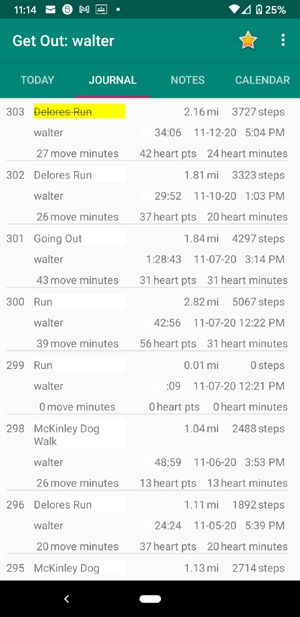 11:14 25%
Get Out: walter
TODAY JOURNAL NOTES CALENDAR
303 Delores Run 2.16 mi 3727 steps
walter 34:06 11-12-20 5:04 PM
27 move minutes 42 heart pts 24 heart minutes
302 Delores Run 1.81 mi 3323 steps
walter 29:52 11-10-20 1:03 PM
26 move minutes 37 heart pts 20 heart minutes
301 Going Out 1.84 mi 4297 steps
walter 1:28:43 11-07-20 3:14 PM
43 move minutes 31 heart pts 31 heart minutes
300 Run 2.82 mi 5067 steps
walter 42:56 11-07-20 12:22 PM
39 move minutes 56 heart pts 31 heart minutes
299 Run 0.01 mi 0 steps
walter :09 11-07-20 12:21 PM
0 move minutes 0 heart pts 0 heart minutes
298 McKinley Dog 1.04 mi 2488 steps
Walk
walter 48:59 11-06-20 3:53 PM
26 move minutes 13 heart pts 13 heart minutes
296 Delores Run 1.11 mi 1892 steps
walter 24:24 11-05-20 5:39 PM
20 move minutes 37 heart pts 20 heart minutes
295 McKinley Dog 1.13 mi 2714 steps